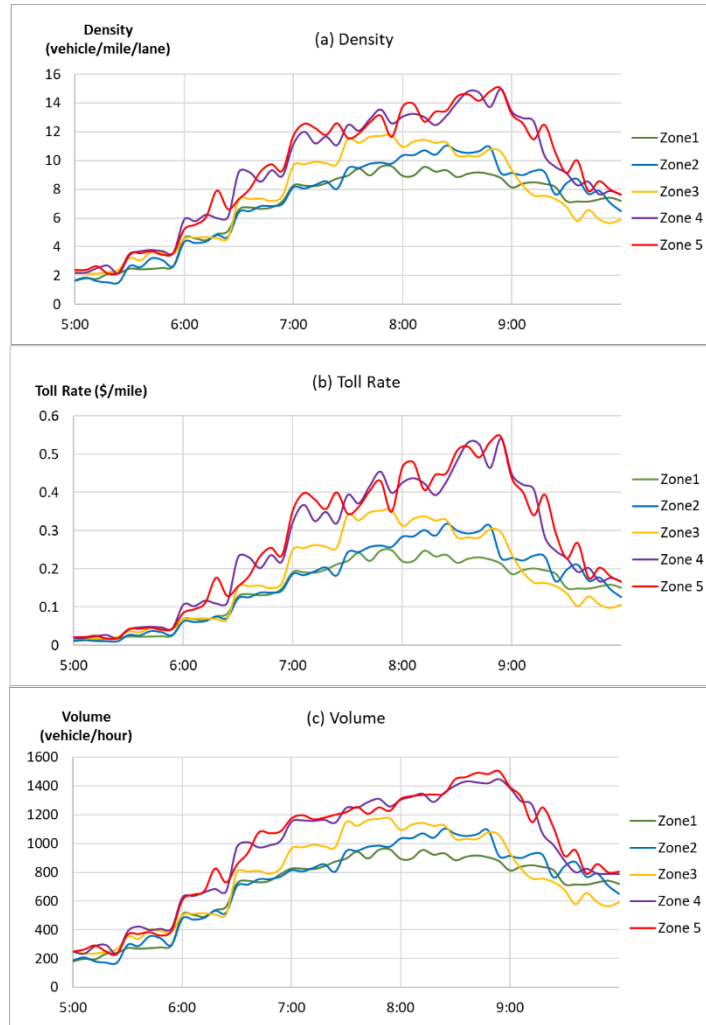 Density
(vehicle/mile/lane)
(a) Density
16
14
12
10
8
6
4
2
0
5:00 6:00 7:00 8:00 9:00
Zone1
Zone2
Zone3
Zone 4
Zone 5
Toll Rate ($/mile)
(b) Toll Rate
0.6
0.5
0.4
0.3
0.2
0.1
0
5:00 6:00 7:00 8:00 9:00
Zone1
Zone2
Zone3
Zone 4
Zone 5
Volume
(vehicle/hour)
(c) Volume
1600
1400
1200
1000
800
600
400
200
0
5:00 6:00 7:00 8:00 9:00
Zone1
Zone2
Zone3
Zone 4
Zone 5